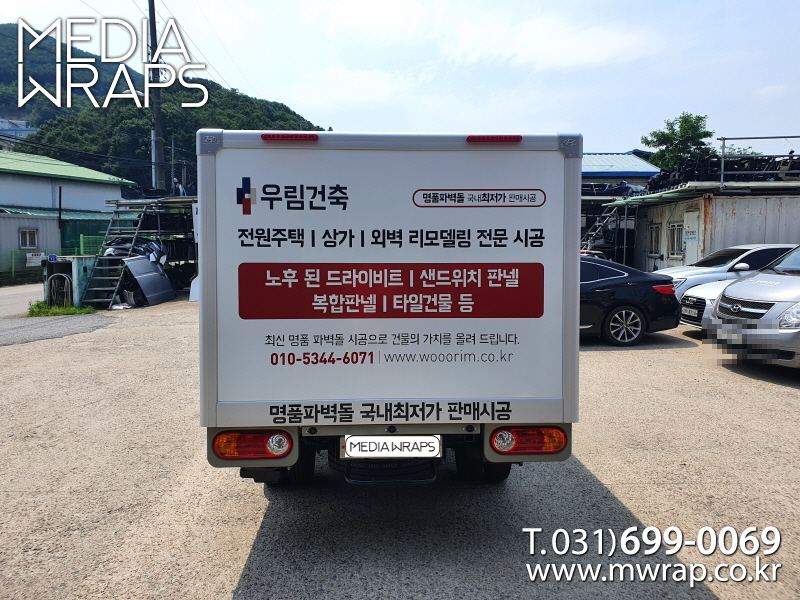 MEDIA
WRAPS
우림건축
명품파벽돌 국내최저가 판매시공
전원주택 | 상가 | 외벽 리모델링 전문 시공
노후 된 드라이비트 | 샌드위치 판넬
복합판넬 | 타일건물 등
최신 명품 파벽돌 시공으로 건물의 가치를 올려 드립니다.
010-5344-6071 | www.wooorim.co.kr
명품파벽돌 국내최저가 판매시공
MEDIA WRAPS
T.031)699-0069
www.mwrap.co.kr